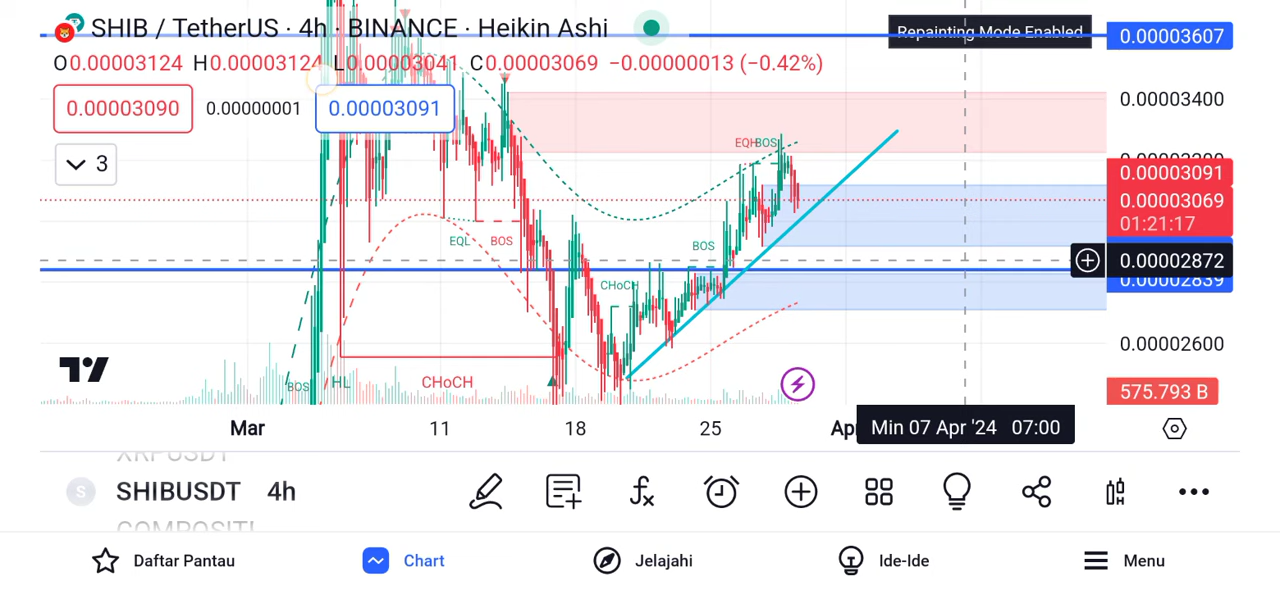 SHIB / TetherUS · 4h · BINANCE · Heikin Ashi
Repainting Mode Enabled
0.00003607
O0.00003124 H0.00003124 L0.00003041 C0.00003069 −0.00000013 (−0.42%)
0.00003090 0.00000001 0.00003091
0.00003400
3
EQH BOS
0.00003091
0.00003069
01:21:17
EQL BOS
BOS
0.00002872
0.00002839
CHoCH
0.00002600
BOS HL CHoCH
575.793 B
Mar 11 18 25 Apr
Min 07 Apr '24 07:00
XRPUSDT
S SHIBUSDT 4h
Daftar Pantau Chart Jelajahi Ide-Ide Menu